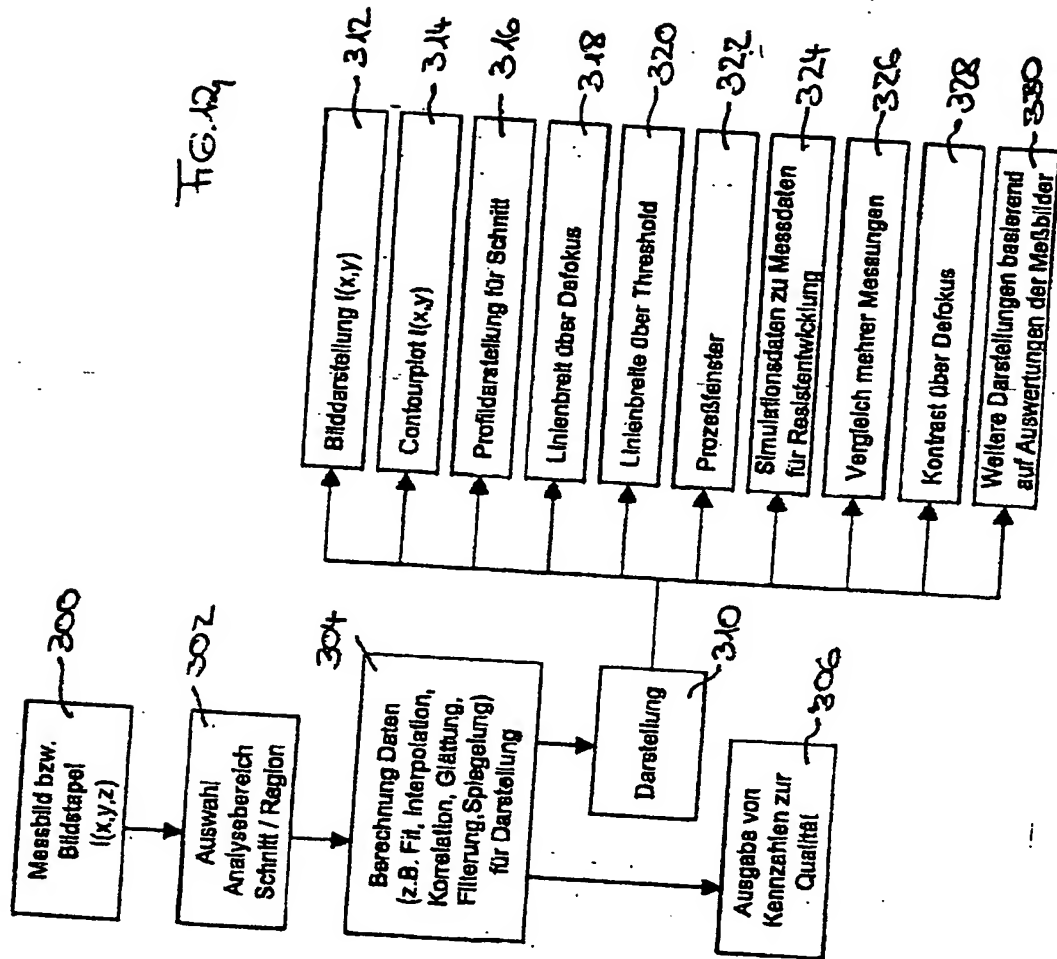 FIG. 12g
Messbild bzw.
Bildstapel
I(x,y,z)
300
Auswahl
Analysebereich
Schnitt / Region
302
Berechnung Daten
(z.B. Fit, Interpolation,
Korrelation, Glättung,
Filterung,Spiegelung)
für Darstellung
304
Darstellung
310
Ausgabe von
Kennzahlen zur
Qualität
306
Bilddarstellung I(x,y)
312
Contourplot I(x,y)
314
Profildarstellung für Schnitt
316
Linienbreit über Defokus
318
Linienbreite über Threshold
320
Prozeßfenster
322
Simulationsdaten zu Messdaten
für Resistentwicklung
324
Vergleich mehrer Messungen
326
Kontrast über Defokus
328
Weitere Darstellungen basierend
auf Auswertungen der Meßbilder
330